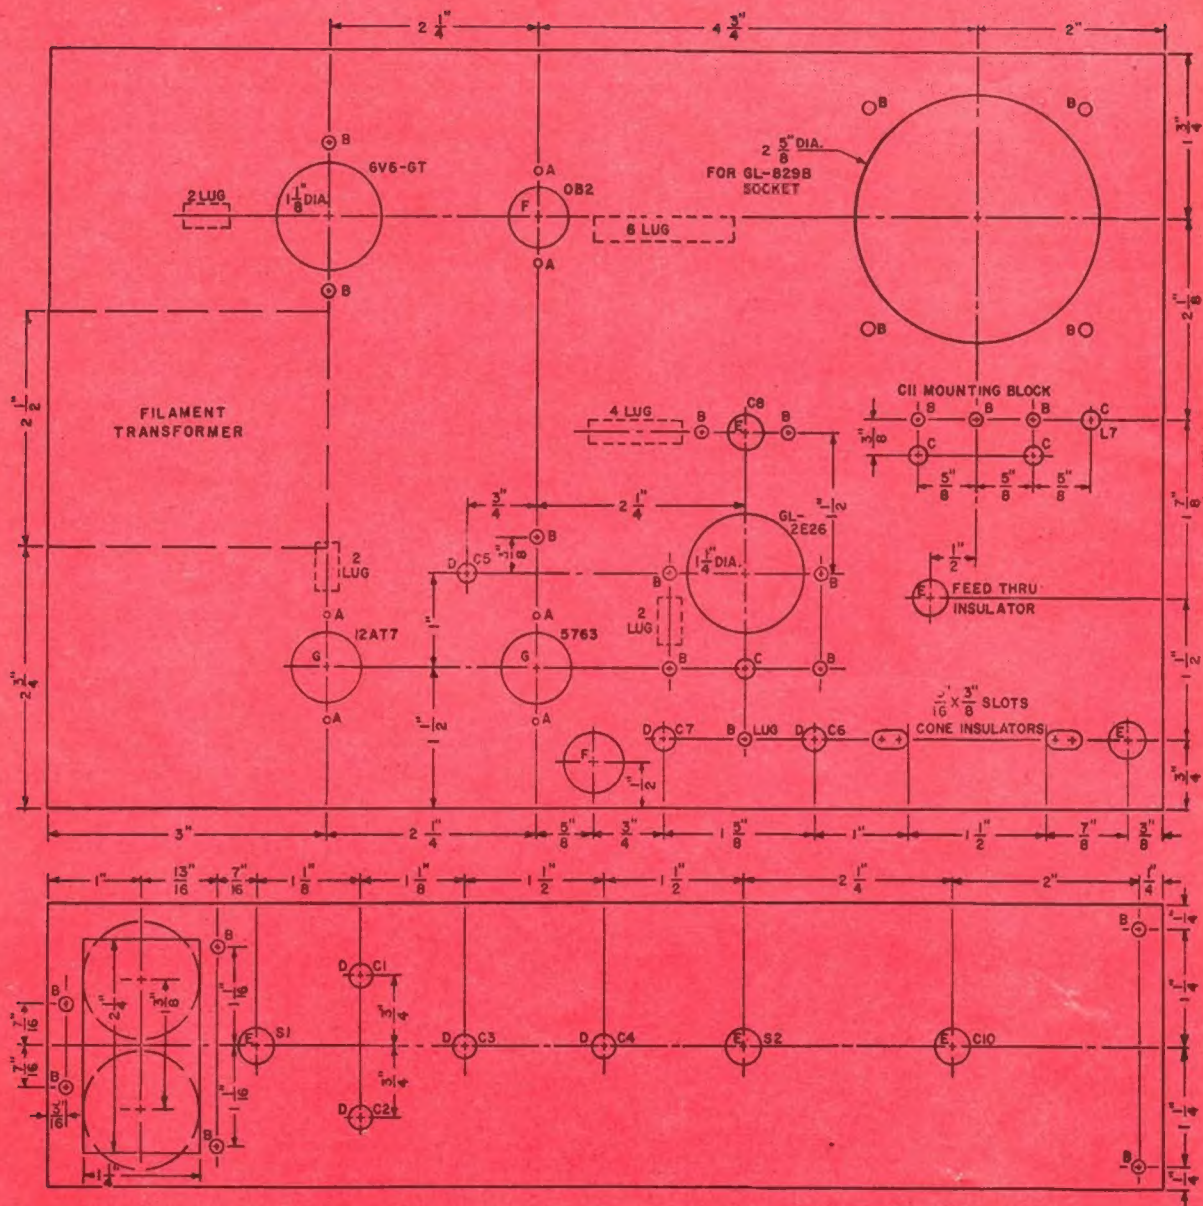 2 1/4"
4 3/4"
2"
1 3/4"
B
B
B
2 5/8" DIA.
FOR GL-829B
SOCKET
6V6-GT
A
OB2
2 LUG
1 1/8" DIA.
F
6 LUG
A
B
2 1/8"
B
B
2 1/2"
FILAMENT
TRANSFORMER
C11 MOUNTING BLOCK
4 LUG
B
C8
B
E
B
B
B
C
L7
3/8"
C
C
5/8"
5/8"
5/8"
3/4"
2 1/4"
1 1/2"
1 7/8"
GL-
2E26
B
3/8"
D
C5
1 1/4" DIA.
B
B
1/2"
2
LUG
E
FEED THRU
INSULATOR
A
A
2
LUG
12AT7
5763
1"
G
G
B
C
B
1 1/2"
2 3/4"
A
A
1 1/2"
3/8" SLOTS
CONE INSULATORS
D
C7
B
LUG
D
C6
E
F
1/2"
3/4"
3"
2 1/4"
5/8"
3/4"
1 5/8"
1"
1 1/2"
7/8"
3/8"
1"
13/16"
7/16"
1 1/8"
1 1/8"
1 1/2"
1 1/2"
2 1/4"
2"
1/4"
1/4"
B
B
D
C1
B
2 1/4"
1 3/8"
1 1/16"
3/4"
1 1/4"
7/16"
E
S1
D
C3
D
C4
E
S2
E
C10
7/16"
B
1 1/16"
3/4"
1 1/4"
3/16"
D
C2
B
B
1 1/4"
1/4"